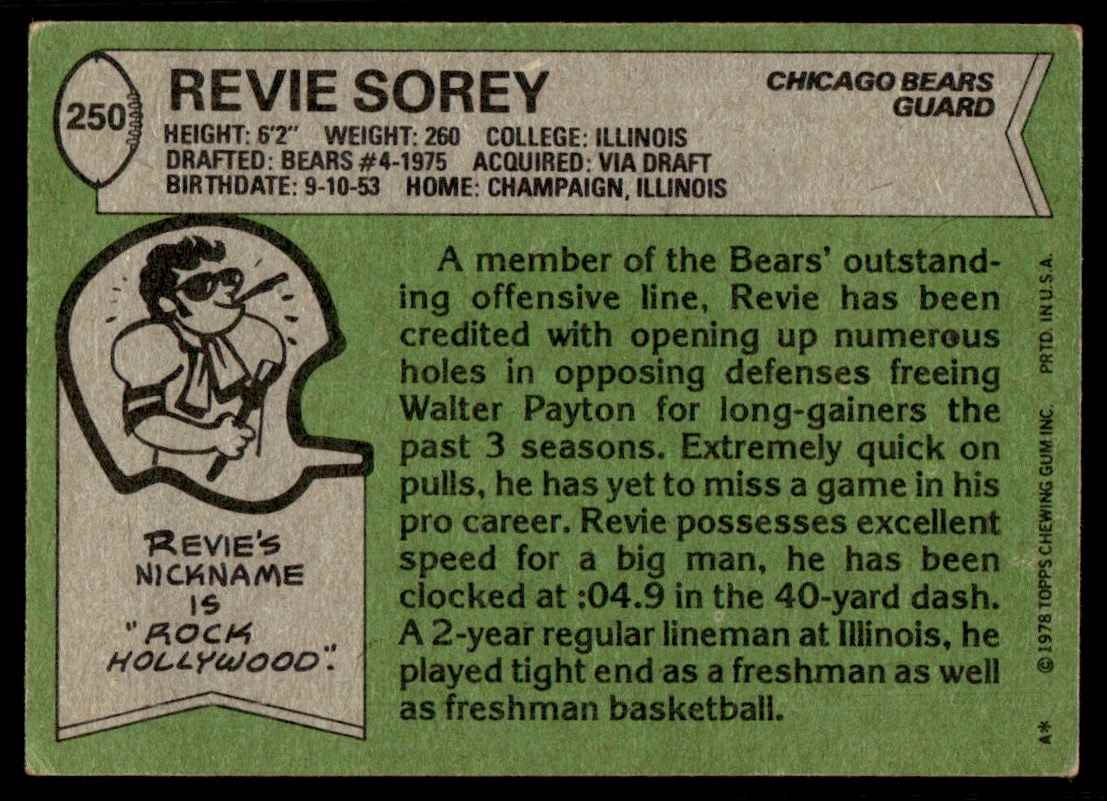 250
REVIE SOREY
CHICAGO BEARS
GUARD
HEIGHT: 6'2" WEIGHT: 260 COLLEGE: ILLINOIS
DRAFTED: BEARS #4-1975 ACQUIRED: VIA DRAFT
BIRTHDATE: 9-10-53 HOME: CHAMPAIGN, ILLINOIS
A member of the Bears' outstand-
ing offensive line, Revie has been
credited with opening up numerous
holes in opposing defenses freeing
Walter Payton for long-gainers the
past 3 seasons. Extremely quick on
pulls, he has yet to miss a game in his
pro career. Revie possesses excellent
speed for a big man, he has been
clocked at :04.9 in the 40-yard dash.
A 2-year regular lineman at Illinois, he
played tight end as a freshman as well
as freshman basketball.
REVIE'S
NICKNAME
IS
"ROCK
HOLLYWOOD".
A* © 1978 TOPPS CHEWING GUM INC. PRTD. IN U.S.A.